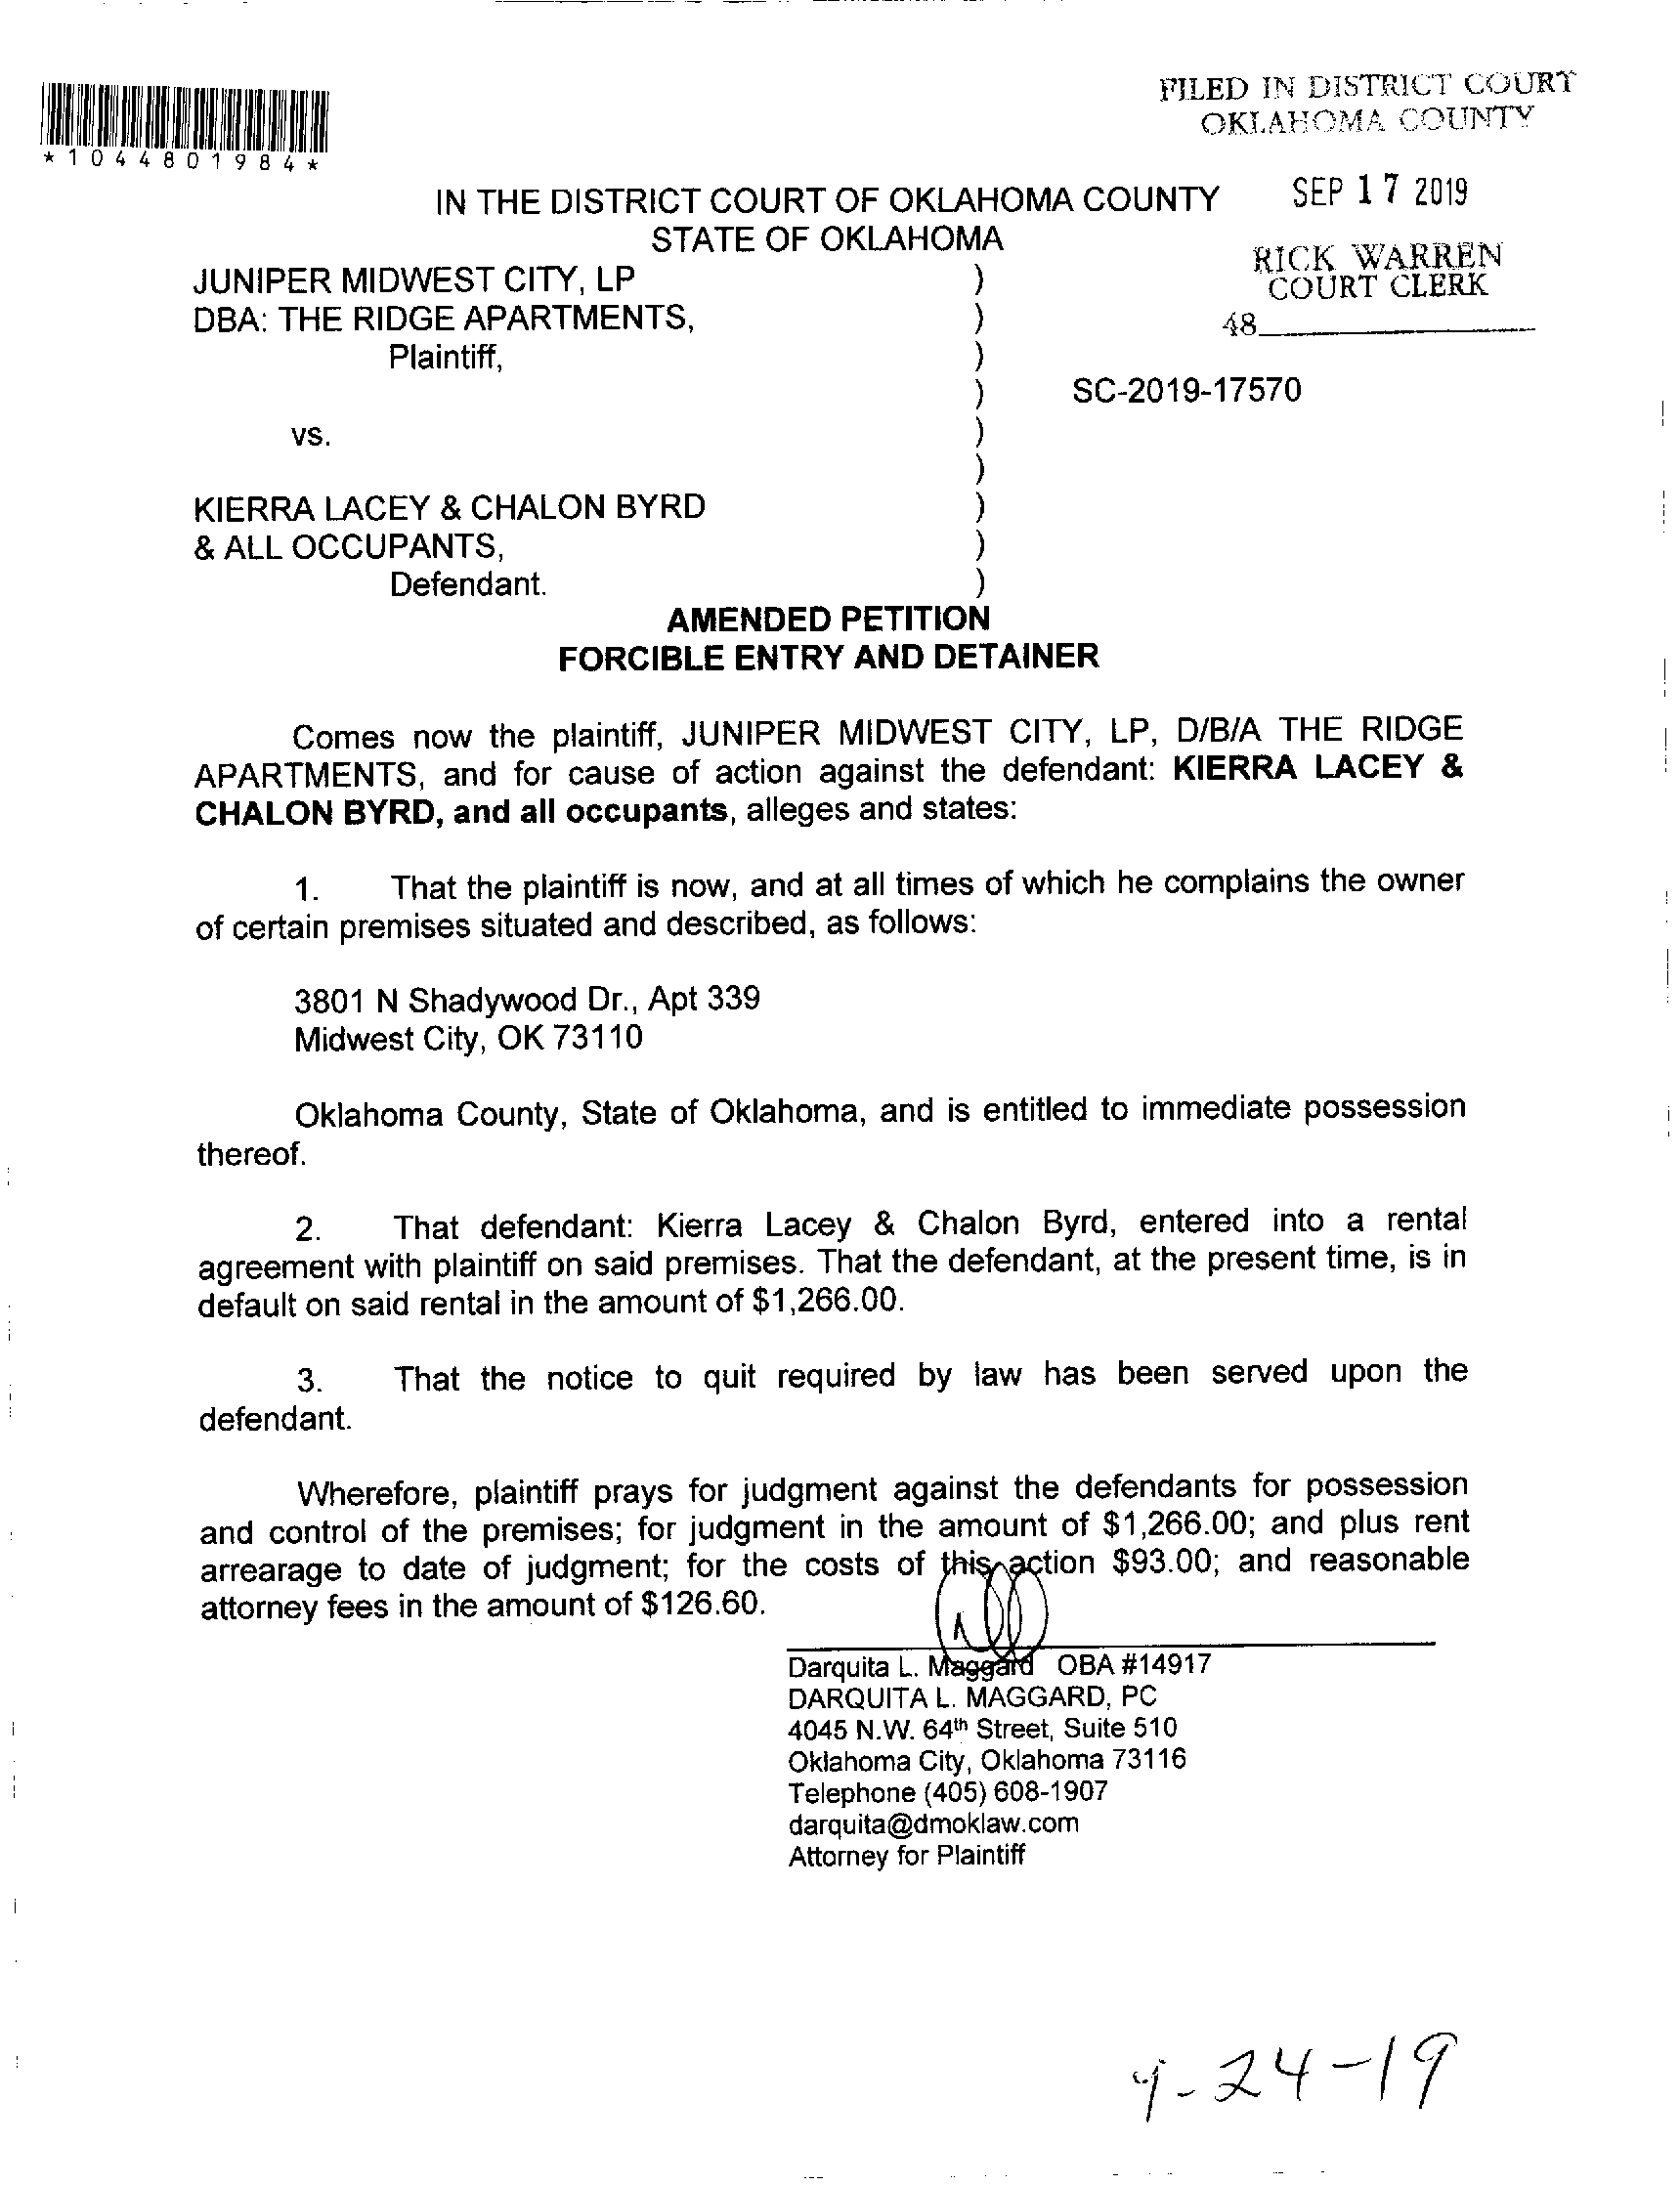 FILED IN DISTRICT COURT
OKLAHOMA COUNTY
*1044801984*
SEP 17 2019
IN THE DISTRICT COURT OF OKLAHOMA COUNTY
STATE OF OKLAHOMA
RICK WARREN
COURT CLERK
48
JUNIPER MIDWEST CITY, LP )
DBA: THE RIDGE APARTMENTS, )
Plaintiff, )
) SC-2019-17570
vs. )
)
KIERRA LACEY & CHALON BYRD )
& ALL OCCUPANTS, )
Defendant. )
AMENDED PETITION
FORCIBLE ENTRY AND DETAINER
Comes now the plaintiff, JUNIPER MIDWEST CITY, LP, D/B/A THE RIDGE
APARTMENTS, and for cause of action against the defendant: KIERRA LACEY &
CHALON BYRD, and all occupants, alleges and states:
1. That the plaintiff is now, and at all times of which he complains the owner
of certain premises situated and described, as follows:
3801 N Shadywood Dr., Apt 339
Midwest City, OK 73110
Oklahoma County, State of Oklahoma, and is entitled to immediate possession
thereof.
2. That defendant: Kierra Lacey & Chalon Byrd, entered into a rental
agreement with plaintiff on said premises. That the defendant, at the present time, is in
default on said rental in the amount of $1,266.00.
3. That the notice to quit required by law has been served upon the
defendant.
Wherefore, plaintiff prays for judgment against the defendants for possession
and control of the premises; for judgment in the amount of $1,266.00; and plus rent
arrearage to date of judgment; for the costs of this action $93.00; and reasonable
attorney fees in the amount of $126.60.
Darquita L. Maggard OBA #14917
DARQUITA L. MAGGARD, PC
4045 N.W. 64th Street, Suite 510
Oklahoma City, Oklahoma 73116
Telephone (405) 608-1907
darquita@dmoklaw.com
Attorney for Plaintiff
9-24-19